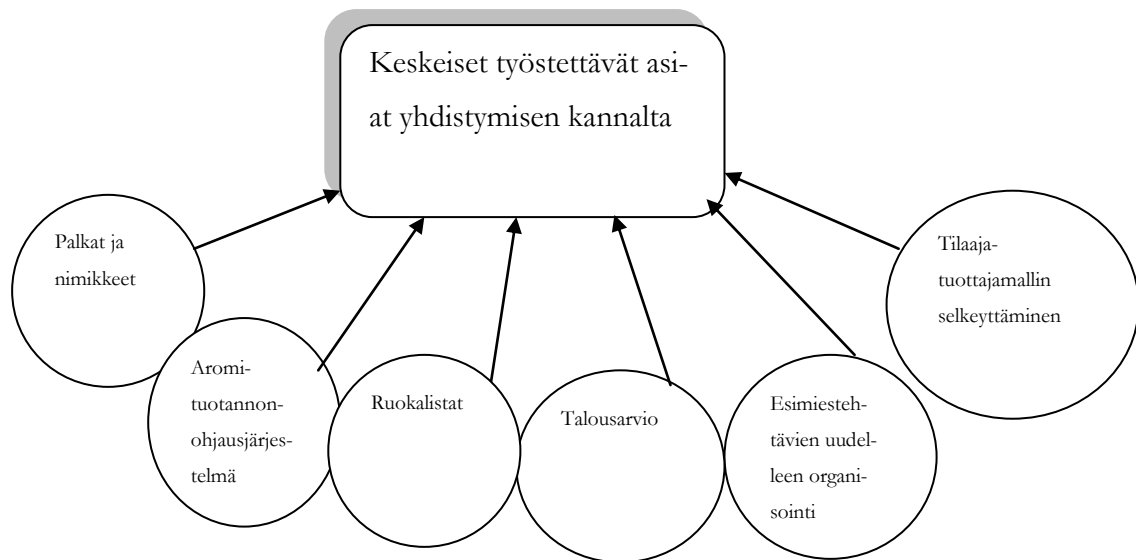 Keskeiset työstettävät asi-
at yhdistymisen kannalta
Palkat ja
nimikkeet
Aromi-
tuotannon-
ohjausjärjes-
telmä
Ruokalistat
Talousarvio
Esimiesteh-
tävien uudel-
leen organi-
sointi
Tilaaja-
tuottajamallin
selkeyttäminen